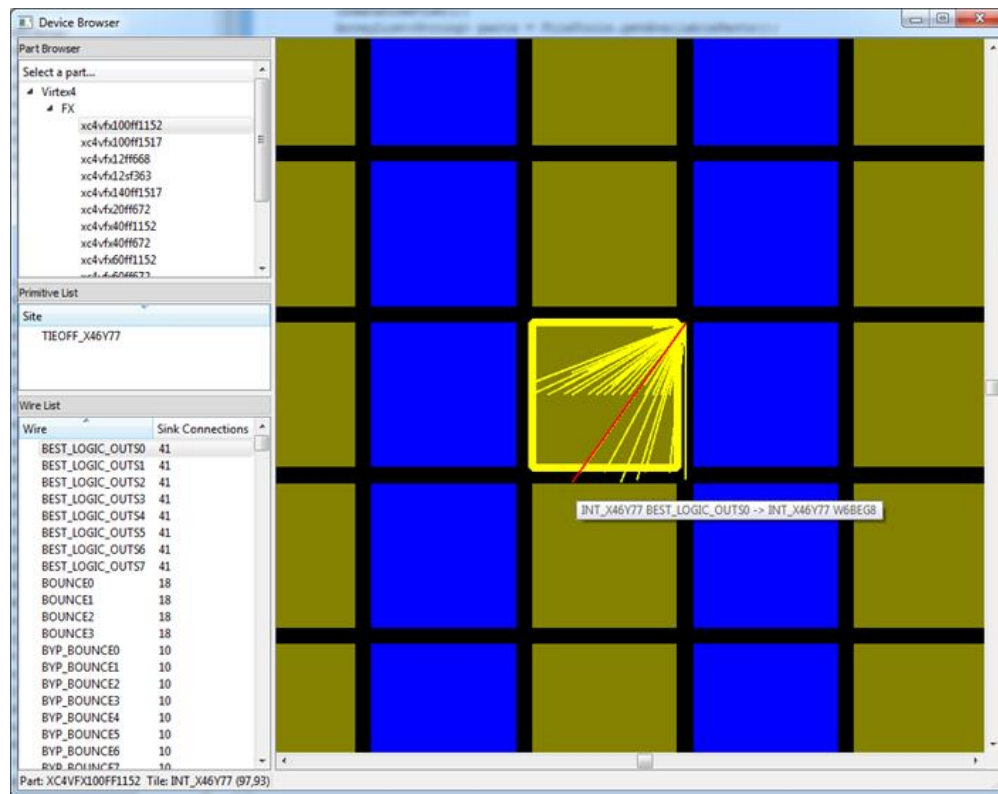 Device Browser
Part Browser
Select a part...
Virtex4
FX
xc4vfx100ff1152
xc4vfx100ff1517
xc4vfx12ff668
xc4vfx12sf363
xc4vfx140ff1517
xc4vfx20ff672
xc4vfx40ff1152
xc4vfx40ff672
xc4vfx60ff1152
xc4vfx60ff672
Primitive List
Site
TIEOFF_X46Y77
Wire List
Wire Sink Connections
BEST_LOGIC_OUTS0 41
BEST_LOGIC_OUTS1 41
BEST_LOGIC_OUTS2 41
BEST_LOGIC_OUTS3 41
BEST_LOGIC_OUTS4 41
BEST_LOGIC_OUTS5 41
BEST_LOGIC_OUTS6 41
BEST_LOGIC_OUTS7 41
BOUNCE0 18
BOUNCE1 18
BOUNCE2 18
BOUNCE3 18
BYP_BOUNCE0 10
BYP_BOUNCE1 10
BYP_BOUNCE2 10
BYP_BOUNCE3 10
BYP_BOUNCE4 10
BYP_BOUNCE5 10
BYP_BOUNCE6 10
BYP_BOUNCE7 10
INT_X46Y77 BEST_LOGIC_OUTS0 -> INT_X46Y77 W6BEG8
Part: XC4VFX100FF1152 Tile: INT_X46Y77 (97,93)